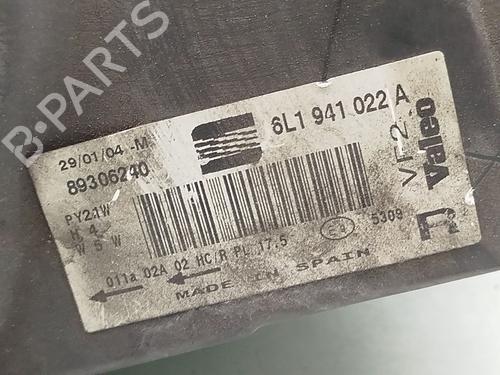 B-PARTS
29/01/04 -M
89306240
6L1 941 022 A
PY21W
H 4
W 5 W
011a 02A 02 HC/R PL 17.5
5309
MADE IN SPAIN
VF2
Valeo